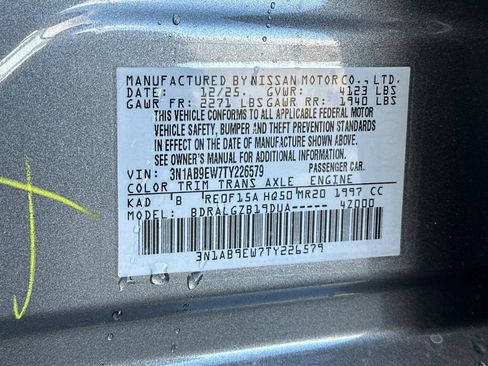 MANUFACTURED BY NISSAN MOTOR CO., LTD.
DATE: 12/25. GVWR: 4123 LBS
GAWR FR: 2271 LBS GAWR RR: 1940 LBS
THIS VEHICLE CONFORMS TO ALL APPLICABLE FEDERAL MOTOR
VEHICLE SAFETY, BUMPER AND THEFT PREVENTION STANDARDS
IN EFFECT ON THE DATE OF MANUFACTURE SHOWN ABOVE.
SEE OWNER'S MANUAL FOR ADDITIONAL INFORMATION.
VIN: 3N1AB9EW7TY226579 PASSENGER CAR.
COLOR TRIM TRANS AXLE ENGINE
KAD B RE0F15A HQ50 MR20 1997 CC
MODEL: BDRALGZB19DUA----- 4Z000
3N1AB9EW7TY226579